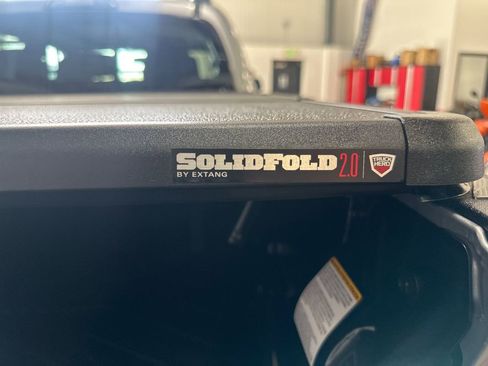 SOLIDFOLD 2.0
BY EXTANG
TRUCK
HERO